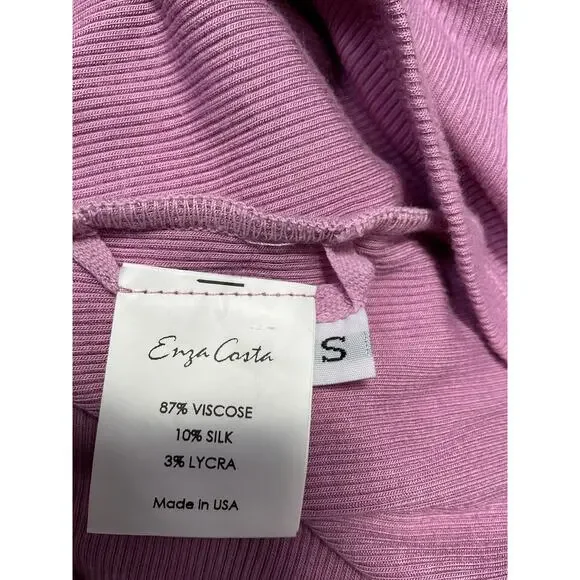 Enza Costa
S
87% VISCOSE
10% SILK
3% LYCRA
Made in USA